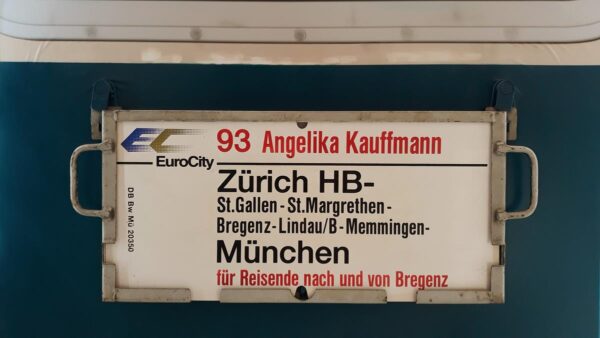 EC
EuroCity
93 Angelika Kauffmann
Zürich HB-
St.Gallen - St.Margrethen -
Bregenz - Lindau/B - Memmingen-
München
für Reisende nach und von Bregenz
DB Bw Mü 20350